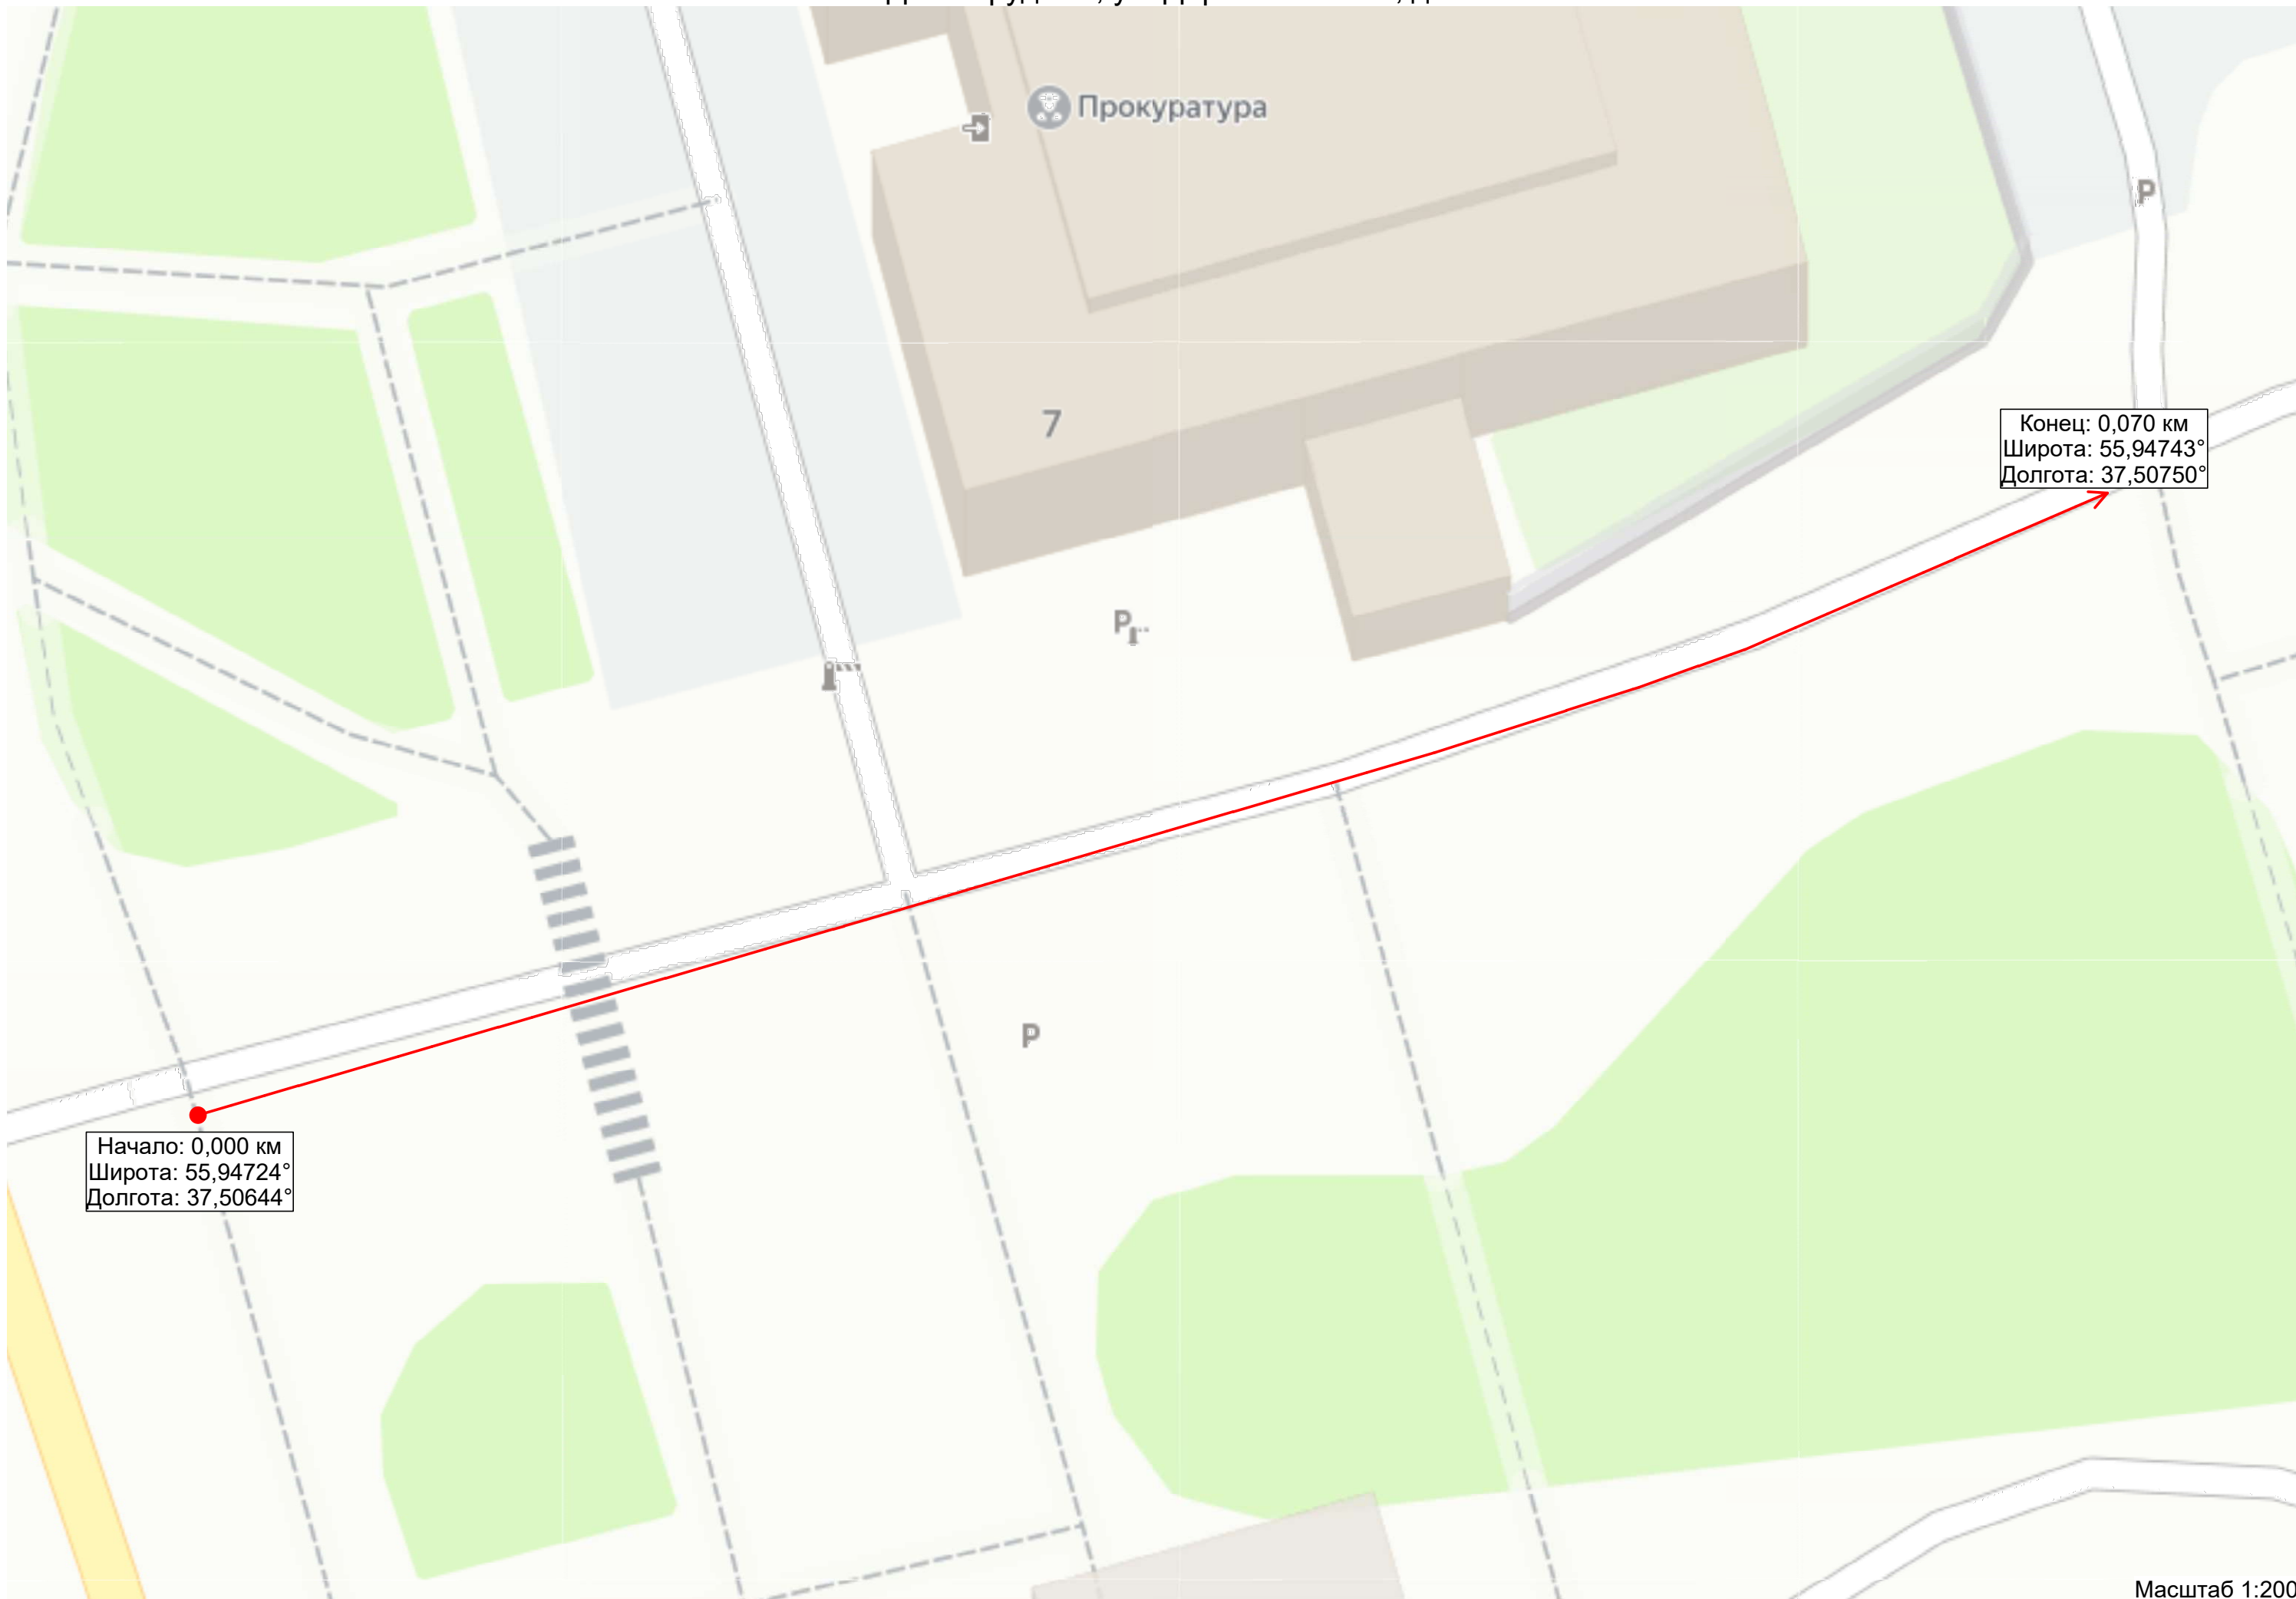 Прокуратура
P
7
Конец: 0,070 км
Широта: 55,94743°
Долгота: 37,50750°
P
P
Начало: 0,000 км
Широта: 55,94724°
Долгота: 37,50644°
Масштаб 1:200